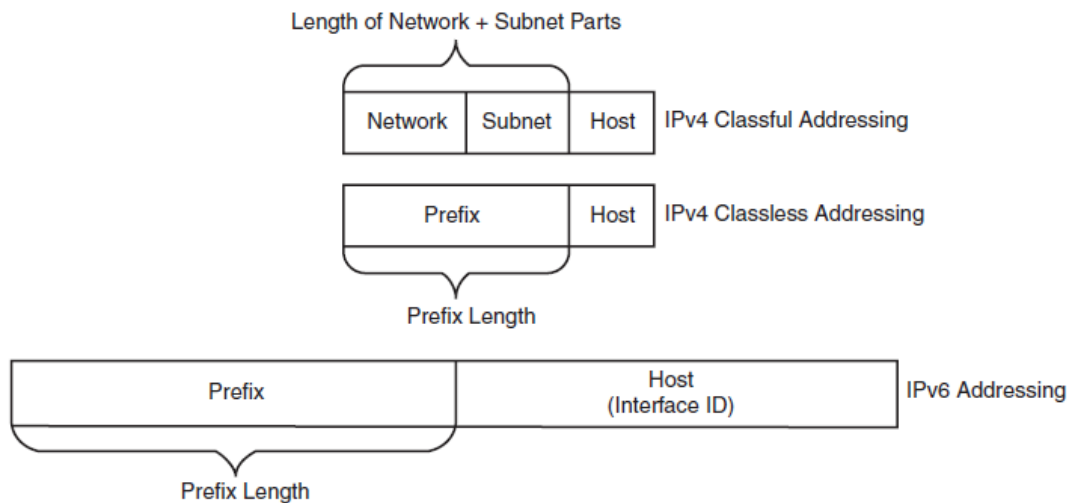 Length of Network + Subnet Parts
Network Subnet Host IPv4 Classful Addressing
Prefix Host IPv4 Classless Addressing
Prefix Length
Prefix Host (Interface ID) IPv6 Addressing
Prefix Length